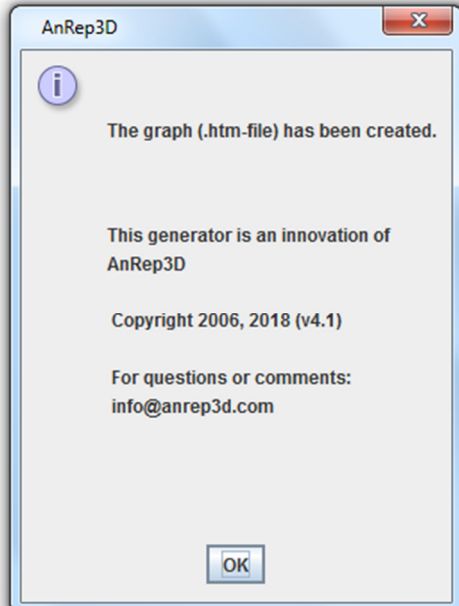 AnRep3D
The graph (.htm-file) has been created.
This generator is an innovation of
AnRep3D
Copyright 2006, 2018 (v4.1)
For questions or comments:
info@anrep3d.com
OK